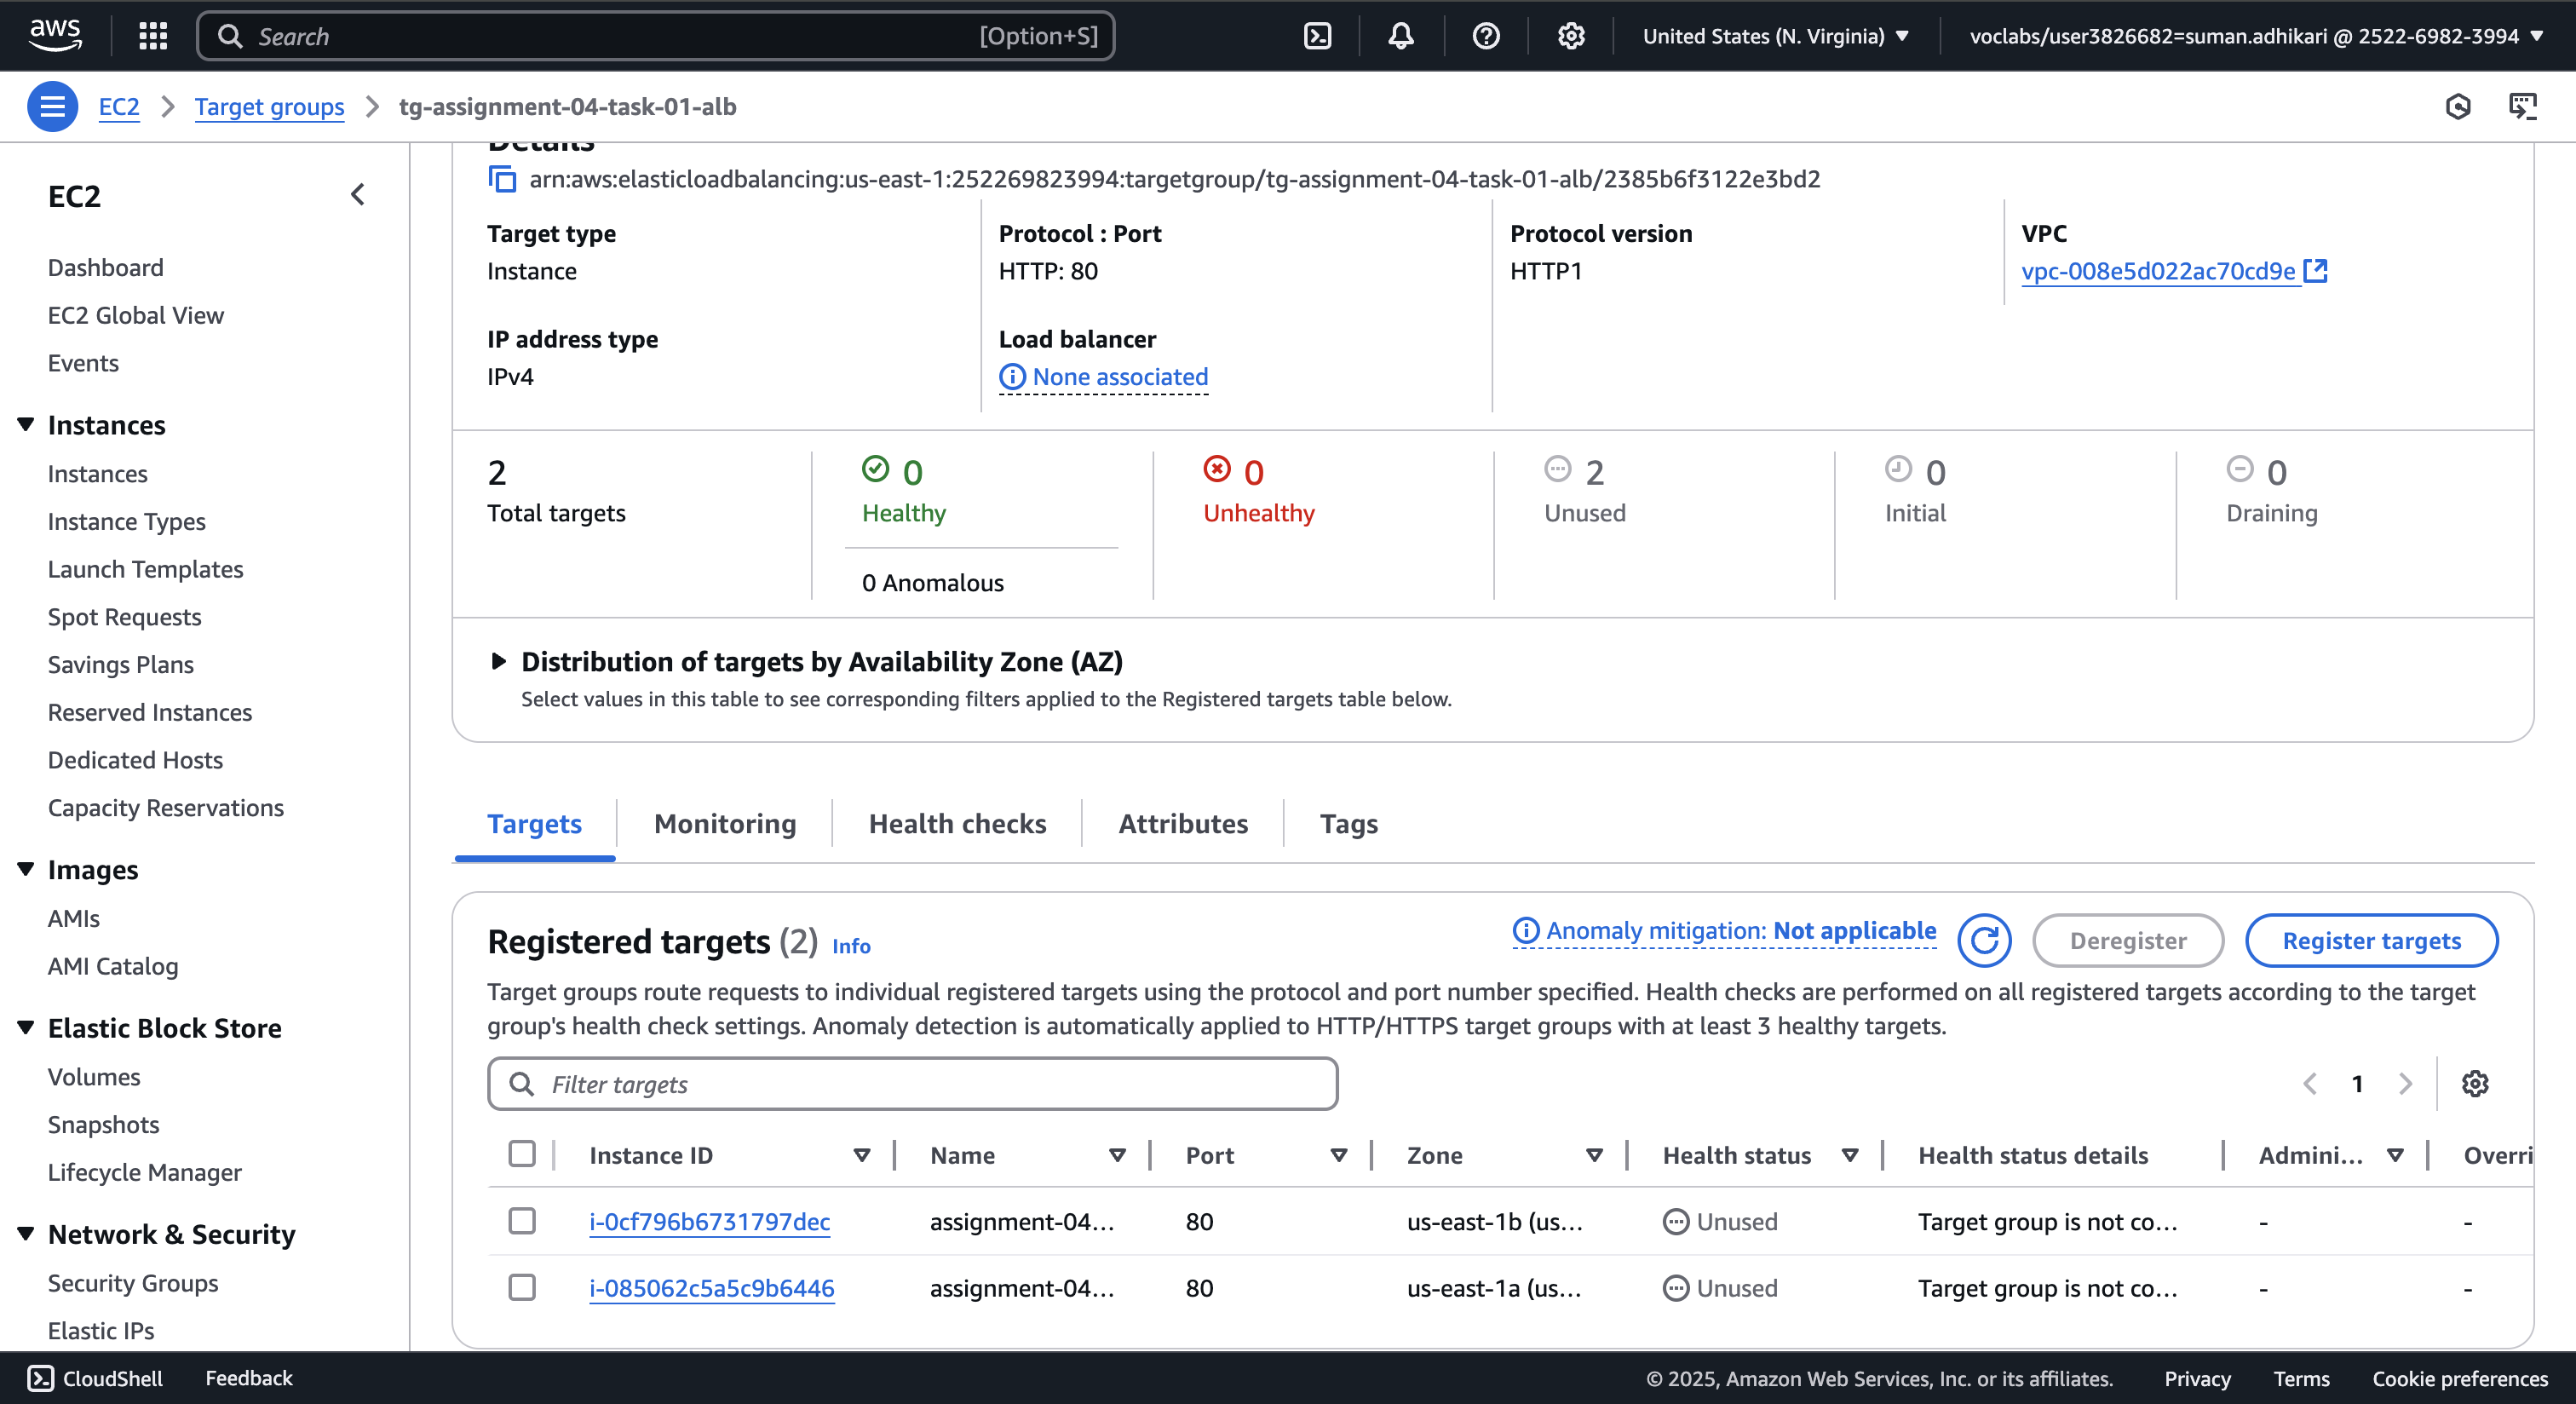 aws
Search
[Option+S]
United States (N. Virginia)
voclabs/user3826682=suman.adhikari @ 2522-6982-3994
EC2
Target groups
tg-assignment-04-task-01-alb
EC2
Dashboard
EC2 Global View
Events
Instances
Instances
Instance Types
Launch Templates
Spot Requests
Savings Plans
Reserved Instances
Dedicated Hosts
Capacity Reservations
Images
AMIs
AMI Catalog
Elastic Block Store
Volumes
Snapshots
Lifecycle Manager
Network & Security
Security Groups
Elastic IPs
Details
arn:aws:elasticloadbalancing:us-east-1:252269823994:targetgroup/tg-assignment-04-task-01-alb/2385b6f3122e3bd2
Target type
Instance
Protocol : Port
HTTP: 80
Protocol version
HTTP1
VPC
vpc-008e5d022ac70cd9e
IP address type
IPv4
Load balancer
None associated
2
Total targets
0
Healthy
0 Anomalous
0
Unhealthy
2
Unused
0
Initial
0
Draining
Distribution of targets by Availability Zone (AZ)
Select values in this table to see corresponding filters applied to the Registered targets table below.
Targets
Monitoring
Health checks
Attributes
Tags
Registered targets (2) Info
Anomaly mitigation: Not applicable
Deregister
Register targets
Target groups route requests to individual registered targets using the protocol and port number specified. Health checks are performed on all registered targets according to the target
group's health check settings. Anomaly detection is automatically applied to HTTP/HTTPS target groups with at least 3 healthy targets.
Filter targets
1
Instance ID Name Port Zone Health status Health status details Admini... Overri
i-0cf796b6731797dec assignment-04... 80 us-east-1b (us... Unused Target group is not co... - -
i-085062c5a5c9b6446 assignment-04... 80 us-east-1a (us... Unused Target group is not co... - -
CloudShell
Feedback
© 2025, Amazon Web Services, Inc. or its affiliates.
Privacy
Terms
Cookie preferences